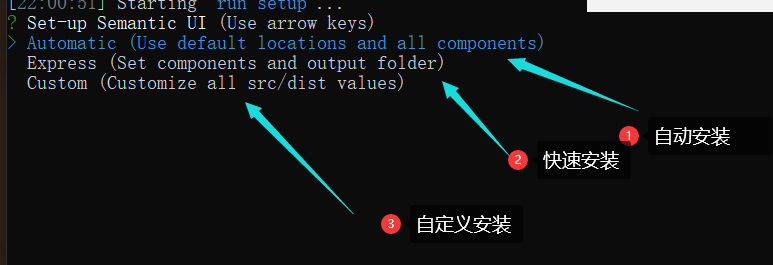 [22:00:51] Starting 'run setup'...
? Set-up Semantic UI (Use arrow keys)
> Automatic (Use default locations and all components)
Express (Set components and output folder)
Custom (Customize all src/dist values)
1 自动安装
2 快速安装
3 自定义安装